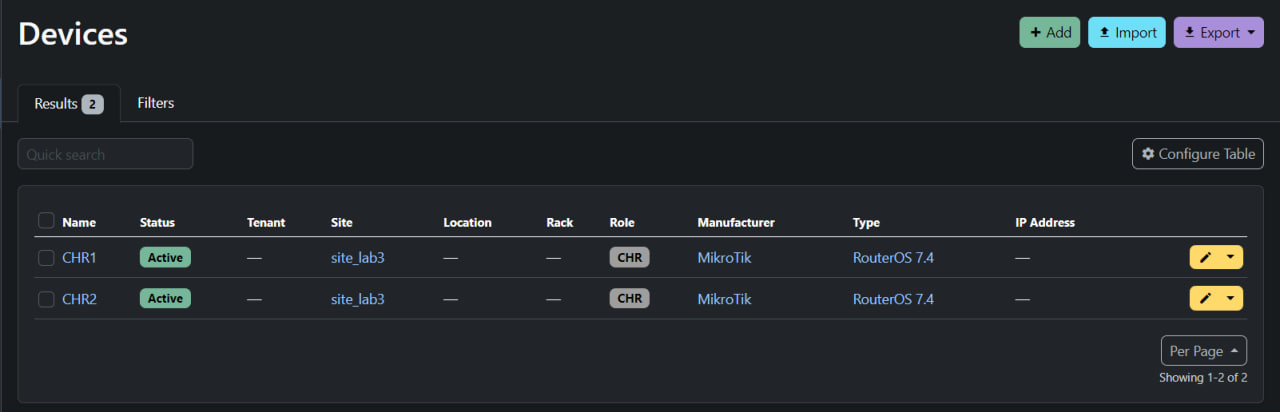 Devices
+ Add Import Export
Results 2 Filters
Quick search
Configure Table
Name Status Tenant Site Location Rack Role Manufacturer Type IP Address
CHR1 Active — site_lab3 — — CHR MikroTik RouterOS 7.4 —
CHR2 Active — site_lab3 — — CHR MikroTik RouterOS 7.4 —
Per Page
Showing 1-2 of 2